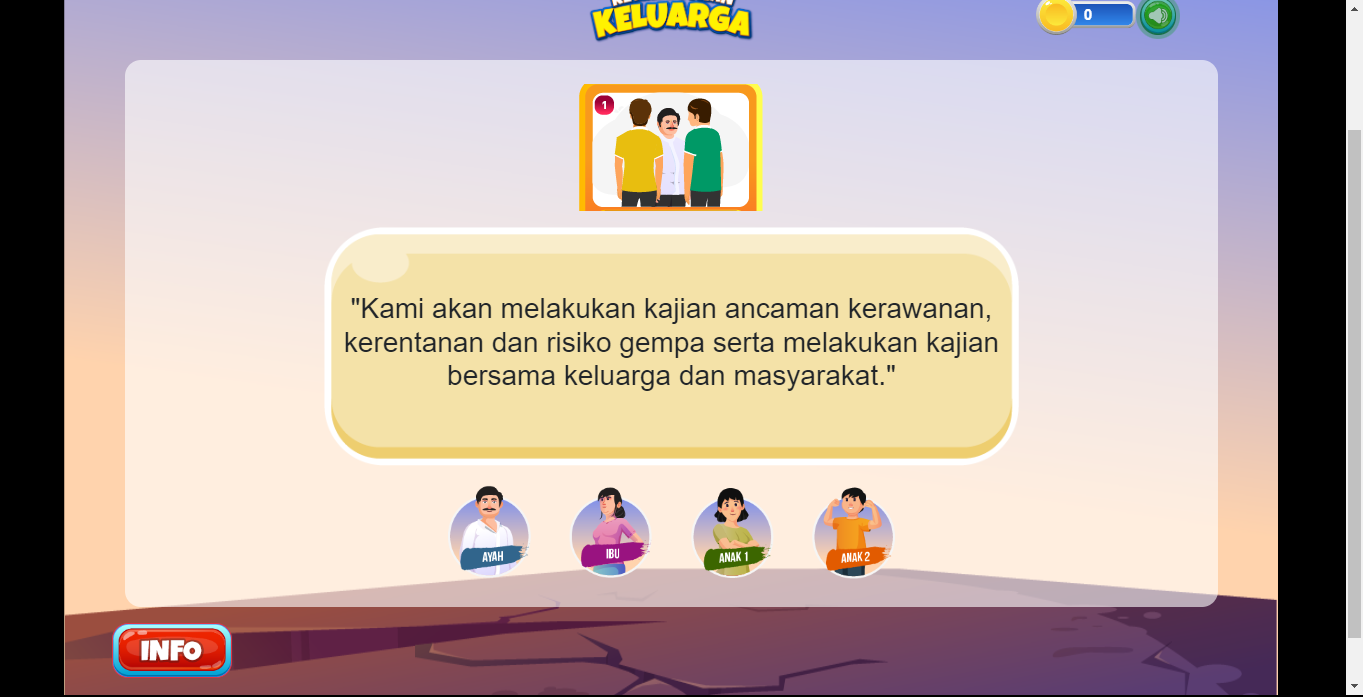 KELUARGA
0
1
"Kami akan melakukan kajian ancaman kerawanan,
kerentanan dan risiko gempa serta melakukan kajian
bersama keluarga dan masyarakat."
AYAH
IBU
ANAK 1
ANAK 2
INFO